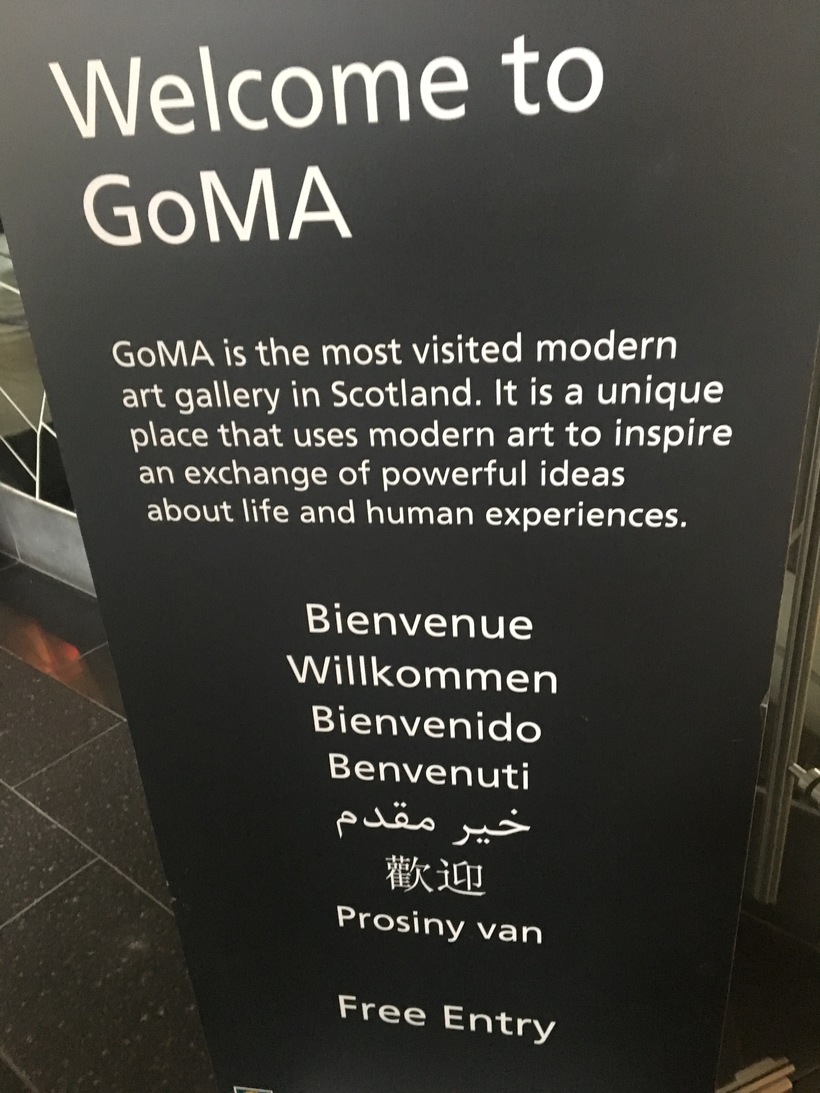 Welcome to
GoMA
GoMA is the most visited modern
art gallery in Scotland. It is a unique
place that uses modern art to inspire
an exchange of powerful ideas
about life and human experiences.
Bienvenue
Willkommen
Bienvenido
Benvenuti
خیر مقدم
歡迎
Prosiny van
Free Entry